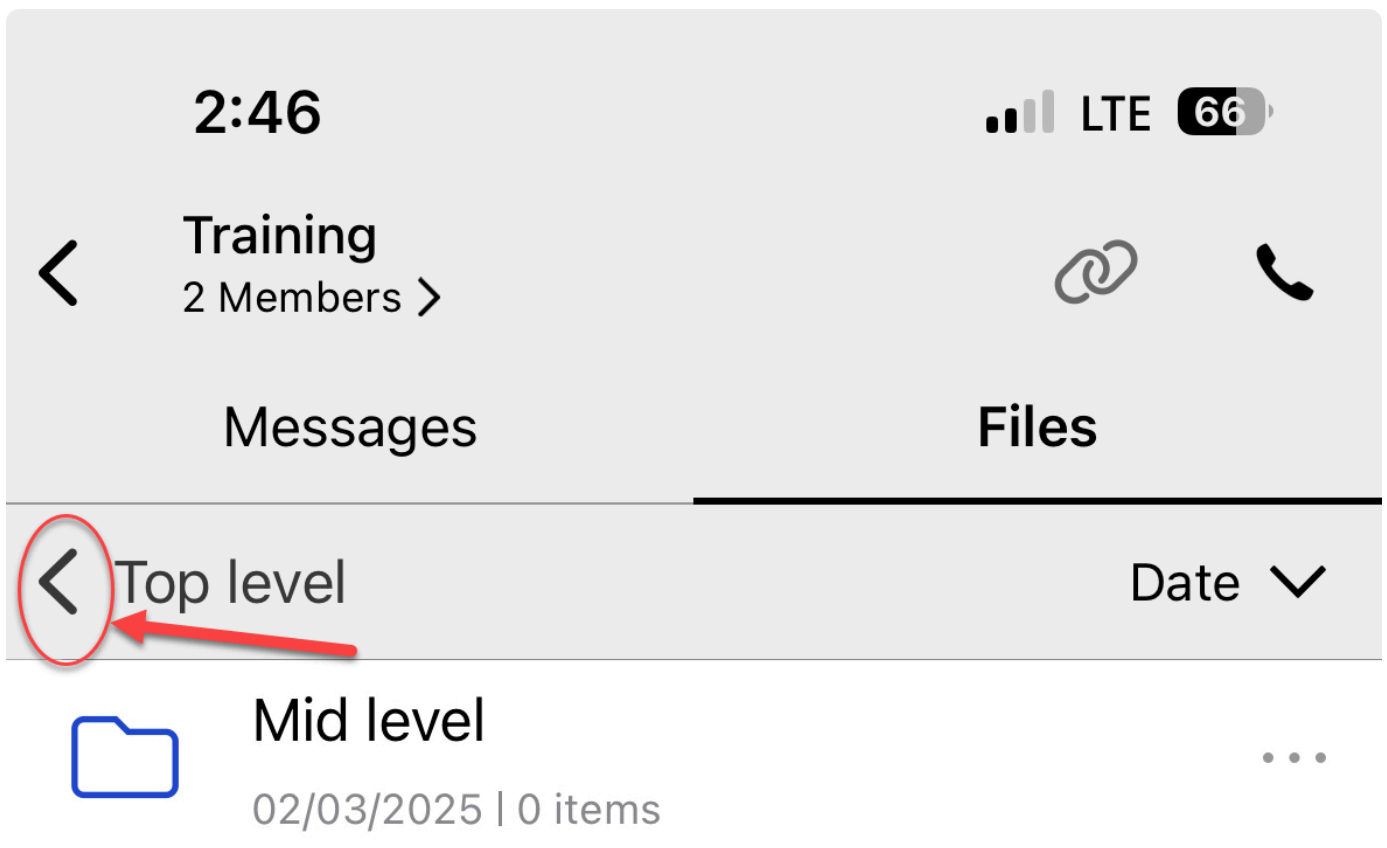 2:46 LTE 66
Training
2 Members
Messages Files
Top level Date
Mid level
02/03/2025 | 0 items